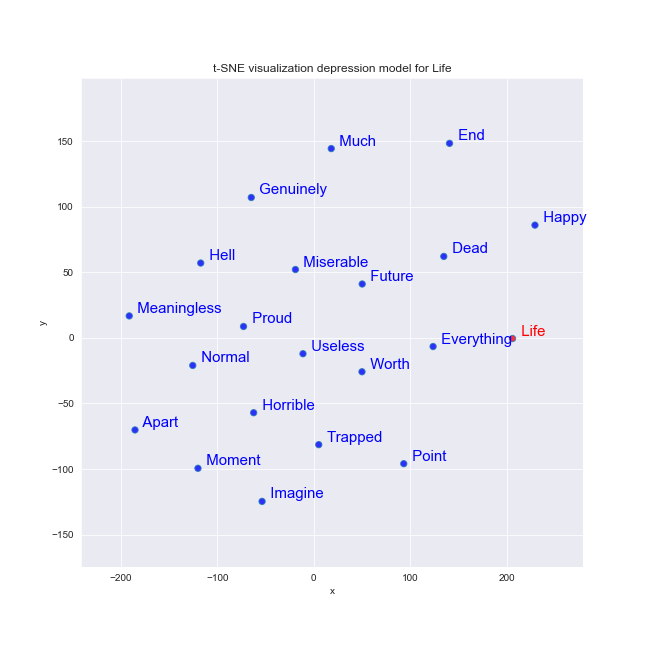 t-SNE visualization depression model for Life
150
100
50
0
−50
−100
−150
y
Much
End
Genuinely
Happy
Dead
Hell
Miserable
Future
Meaningless
Proud
Life
Everything
Useless
Normal
Worth
Horrible
Apart
Trapped
Point
Moment
Imagine
−200
−100
0
100
200
x